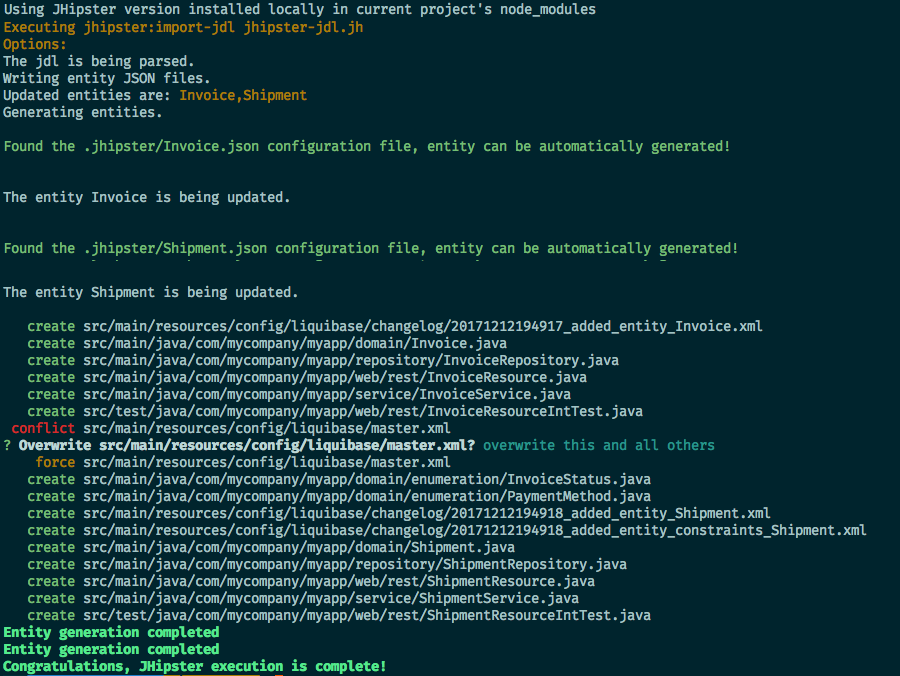 Using JHipster version installed locally in current project's node_modules
Executing jhipster:import-jdl jhipster-jdl.jh
Options:
The jdl is being parsed.
Writing entity JSON files.
Updated entities are: Invoice,Shipment
Generating entities.
Found the .jhipster/Invoice.json configuration file, entity can be automatically generated!
The entity Invoice is being updated.
Found the .jhipster/Shipment.json configuration file, entity can be automatically generated!
The entity Shipment is being updated.
create src/main/resources/config/liquibase/changelog/20171212194917_added_entity_Invoice.xml
create src/main/java/com/mycompany/myapp/domain/Invoice.java
create src/main/java/com/mycompany/myapp/repository/InvoiceRepository.java
create src/main/java/com/mycompany/myapp/web/rest/InvoiceResource.java
create src/main/java/com/mycompany/myapp/service/InvoiceService.java
create src/test/java/com/mycompany/myapp/web/rest/InvoiceResourceIntTest.java
conflict src/main/resources/config/liquibase/master.xml
? Overwrite src/main/resources/config/liquibase/master.xml? overwrite this and all others
force src/main/resources/config/liquibase/master.xml
create src/main/java/com/mycompany/myapp/domain/enumeration/InvoiceStatus.java
create src/main/java/com/mycompany/myapp/domain/enumeration/PaymentMethod.java
create src/main/resources/config/liquibase/changelog/20171212194918_added_entity_Shipment.xml
create src/main/resources/config/liquibase/changelog/20171212194918_added_entity_constraints_Shipment.xml
create src/main/java/com/mycompany/myapp/domain/Shipment.java
create src/main/java/com/mycompany/myapp/repository/ShipmentRepository.java
create src/main/java/com/mycompany/myapp/web/rest/ShipmentResource.java
create src/main/java/com/mycompany/myapp/service/ShipmentService.java
create src/test/java/com/mycompany/myapp/web/rest/ShipmentResourceIntTest.java
Entity generation completed
Entity generation completed
Congratulations, JHipster execution is complete!